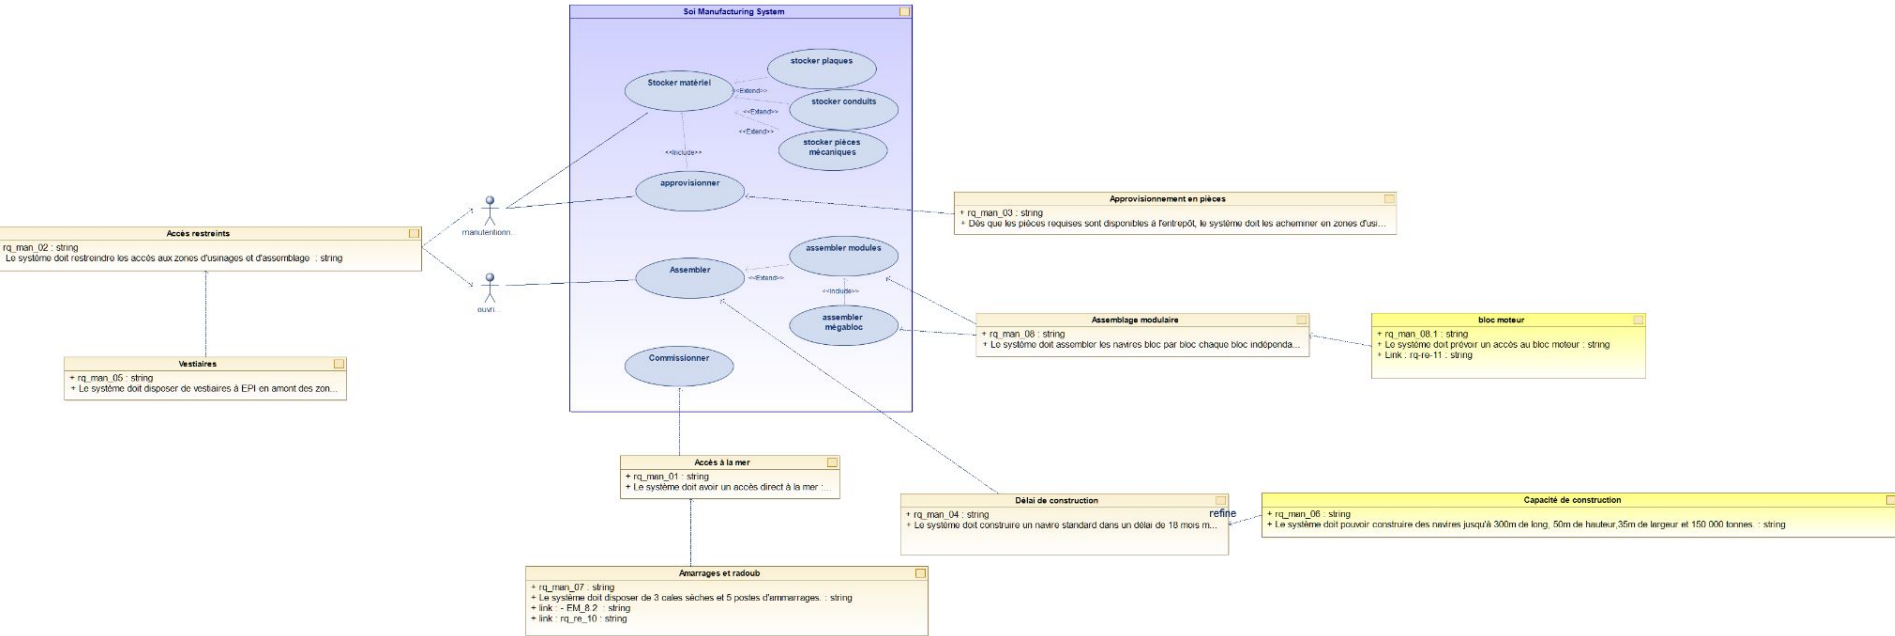 Soi Manufacturing System
stocker plaques
Stocker matériel
<<Extend>>
stocker conduits
<<Extend>>
<<Extend>>
stocker pièces
mécaniques
<<Include>>
approvisionner
manutentionn...
Approvisionnement en pièces
+ rq_man_03 : string
+ Dès que les pièces requises sont disponibles à l'entrepôt, le système doit les acheminer en zones d'usi...
Accès restreints
rq_man_02 : string
Le système doit restreindre les accès aux zones d'usinages et d'assemblage : string
assembler modules
Assembler
<<Extend>>
<<Include>>
ouvri...
assembler
mégabloc
Assemblage modulaire
+ rq_man_08 : string
+ Le système doit assembler les navires bloc par bloc chaque bloc indépenda...
bloc moteur
+ rq_man_08.1 : string
+ Le système doit prévoir un accès au bloc moteur : string
+ Link : rq-re-11 : string
Commissionner
Vestiaires
+ rq_man_05 : string
+ Le système doit disposer de vestiaires à EPI en amont des zon...
Accès à la mer
+ rq_man_01 : string
+ Le système doit avoir un accès direct à la mer :...
Délai de construction
+ rq_man_04 : string
+ Le système doit construire un navire standard dans un délai de 18 mois m...
refine
Capacité de construction
+ rq_man_06 : string
+ Le système doit pouvoir construire des navires jusqu'à 300m de long, 50m de hauteur,35m de largeur et 150 000 tonnes. : string
Amarrages et radoub
+ rq_man_07 : string
+ Le système doit disposer de 3 cales sèches et 5 postes d'ammarrages. : string
+ link : - EM_8.2 : string
+ link : rq_re_10 : string